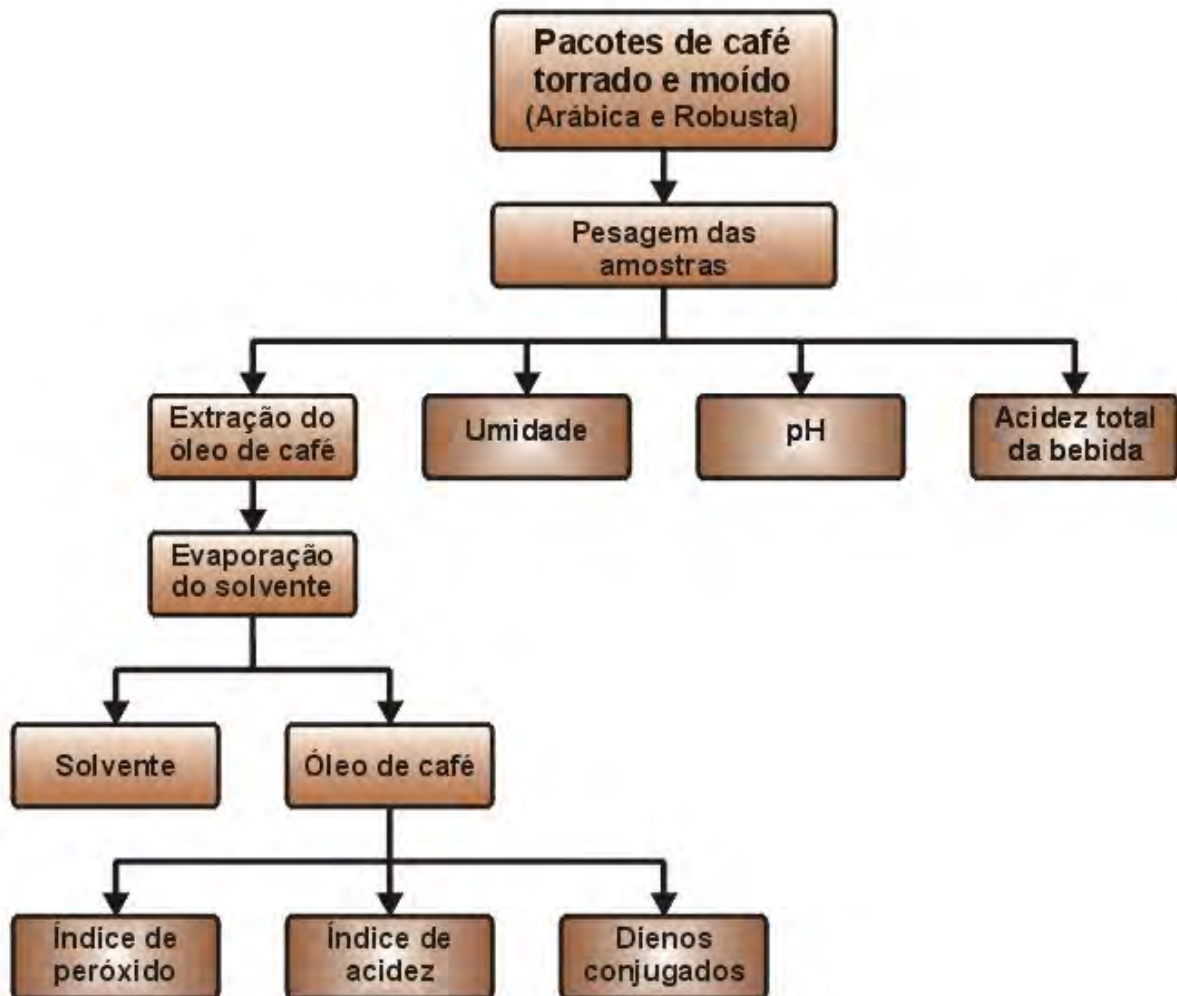 Pacotes de café
torrado e moído
(Arábica e Robusta)
Pesagem das
amostras
Extração do
óleo de café
Umidade
pH
Acidez total
da bebida
Evaporação
do solvente
Solvente
Óleo de café
Índice de
peróxido
Índice de
acidez
Dienos
conjugados